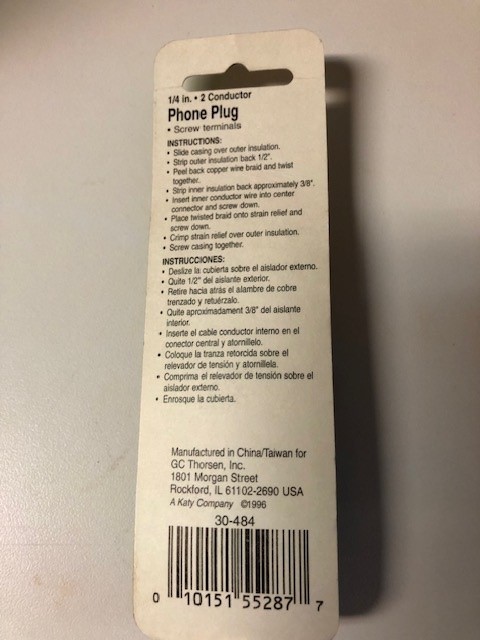 1/4 in. • 2 Conductor
Phone Plug
• Screw terminals
INSTRUCTIONS:
• Slide casing over outer insulation.
• Strip outer insulation back 1/2".
• Peel back copper wire braid and twist
together.
• Strip inner insulation back approximately 3/8".
• Insert inner conductor wire into center
connector and screw down.
• Place twisted braid onto strain relief and
screw down.
• Crimp strain relief over outer insulation.
• Screw casing together.
INSTRUCCIONES:
• Deslize la cubierta sobre el aislador externo.
• Quite 1/2" del aislante exterior.
• Retire hacia atrás el alambre de cobre
trenzado y retuérzalo.
• Quite aproximadament 3/8" del aislante
interior.
• Inserte el cable conductor interno en el
conector central y atornillelo.
• Coloque la tranza retorcida sobre el
relevador de tensión y atornillela.
• Comprima el relevador de tensión sobre el
aislador externo.
• Enrosque la cubierta.
Manufactured in China/Taiwan for
GC Thorsen, Inc.
1801 Morgan Street
Rockford, IL 61102-2690 USA
A Katy Company ©1996
30-484
0 10151 55287 7